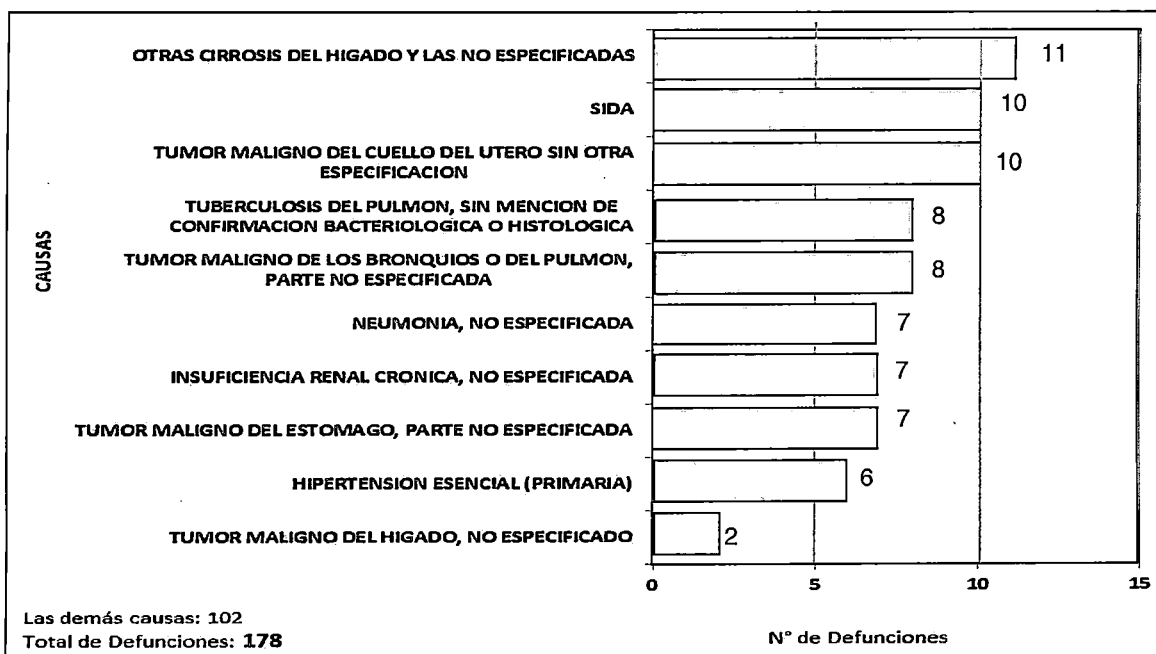 OTRAS CIRROSIS DEL HIGADO Y LAS NO ESPECIFICADAS
11
SIDA
10
TUMOR MALIGNO DEL CUELLO DEL UTERO SIN OTRA
ESPECIFICACION
10
TUBERCULOSIS DEL PULMON, SIN MENCION DE
CONFIRMACION BACTERIOLOGICA O HISTOLOGICA
8
TUMOR MALIGNO DE LOS BRONQUIOS O DEL PULMON,
PARTE NO ESPECIFICADA
8
NEUMONIA, NO ESPECIFICADA
7
INSUFICIENCIA RENAL CRONICA, NO ESPECIFICADA
7
TUMOR MALIGNO DEL ESTOMAGO, PARTE NO ESPECIFICADA
7
HIPERTENSION ESENCIAL (PRIMARIA)
6
TUMOR MALIGNO DEL HIGADO, NO ESPECIFICADO
2
CAUSAS
0 5 10 15
N° de Defunciones
Las demás causas: 102
Total de Defunciones: 178